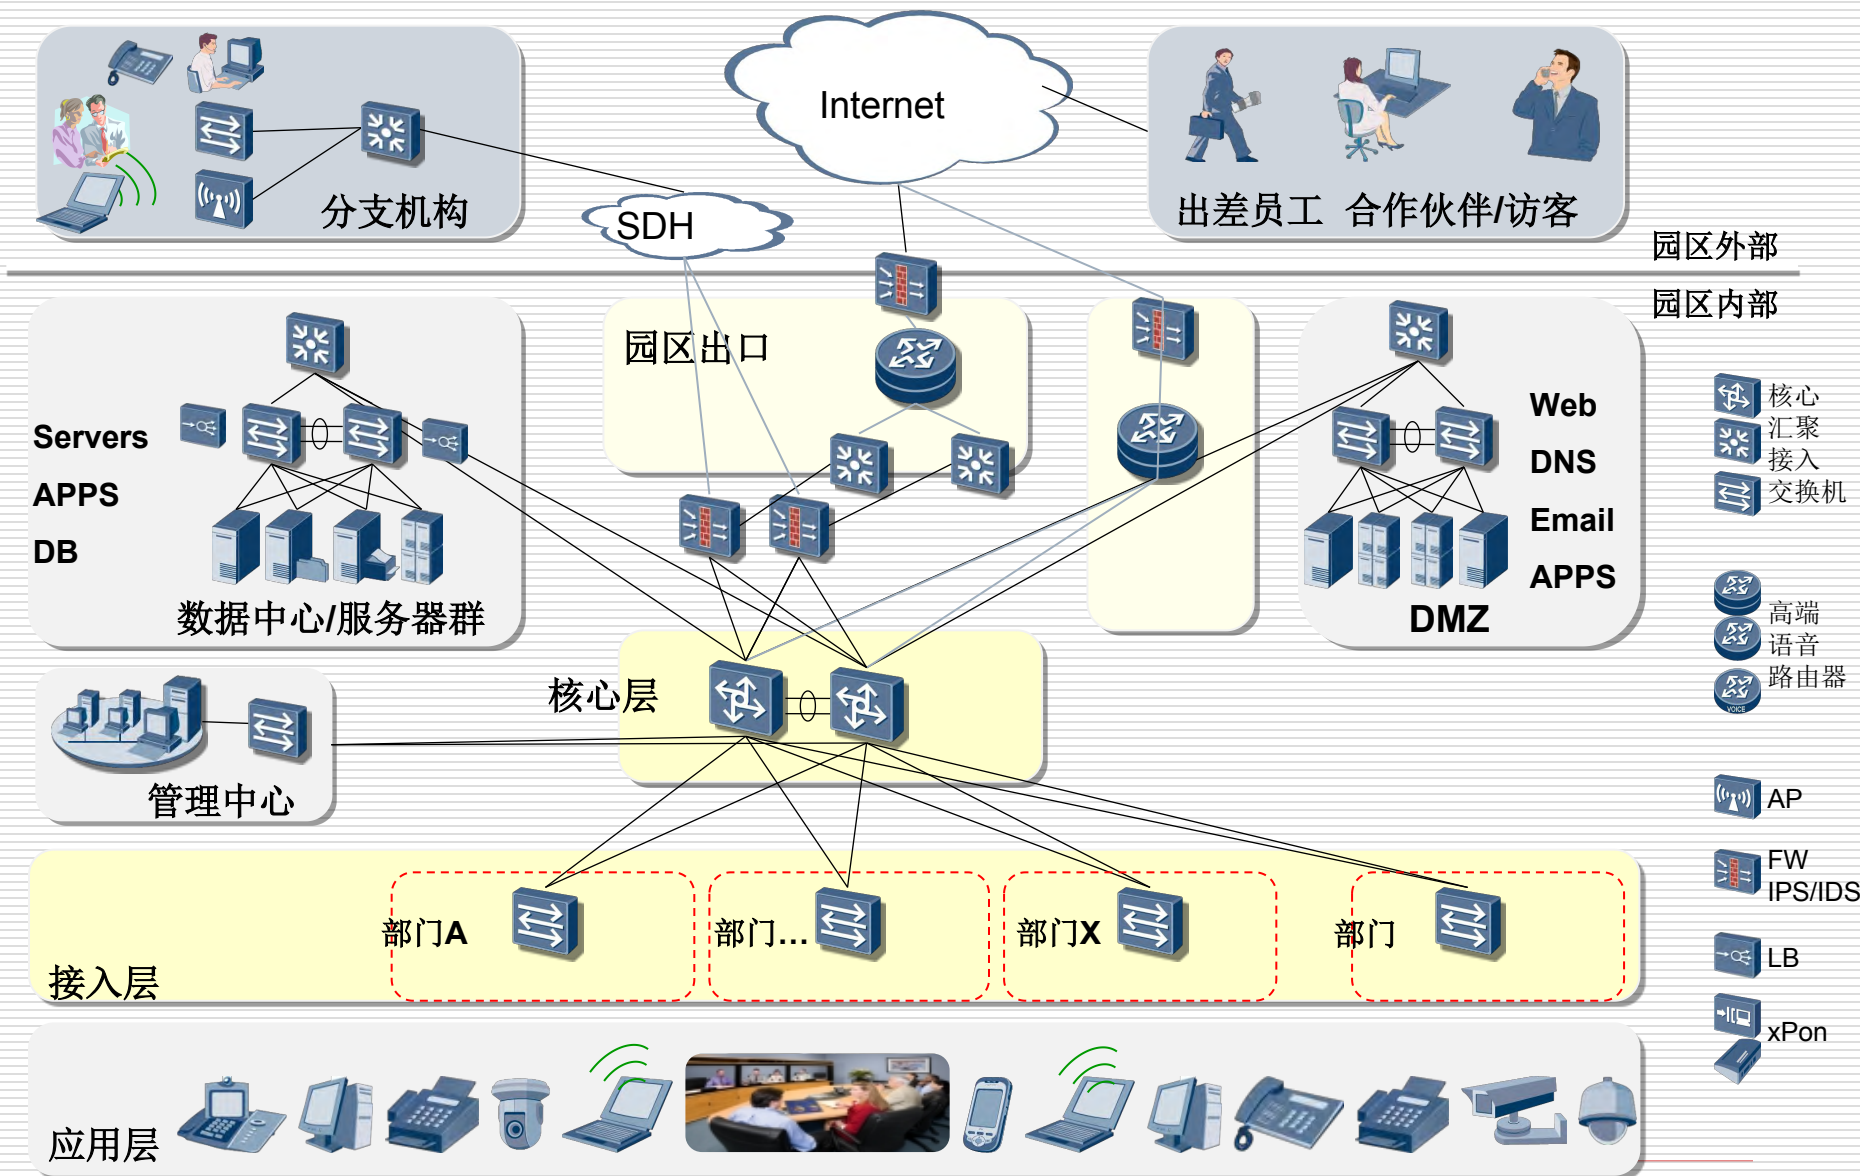 Internet
分支机构
SDH
出差员工 合作伙伴/访客
园区外部
园区内部
园区出口
Servers
APPS
DB
数据中心/服务器群
Web
DNS
Email
APPS
DMZ
核心
汇聚
接入
交换机
高端
语音
路由器
VOICE
核心层
管理中心
AP
FW
IPS/IDS
LB
xPon
部门A
部门...
部门X
部门
接入层
应用层